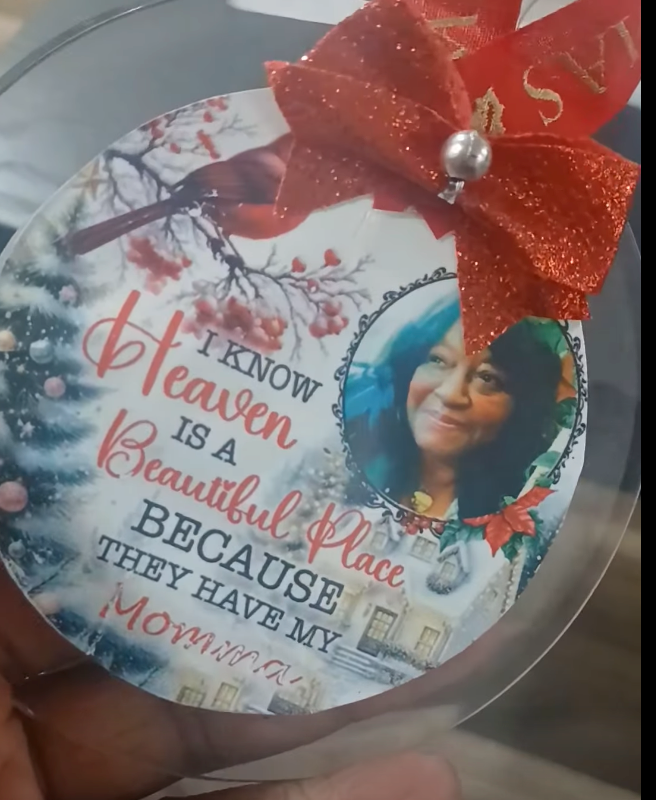 I KNOW
Heaven
IS A
Beautiful Place
BECAUSE
THEY HAVE MY
Momma